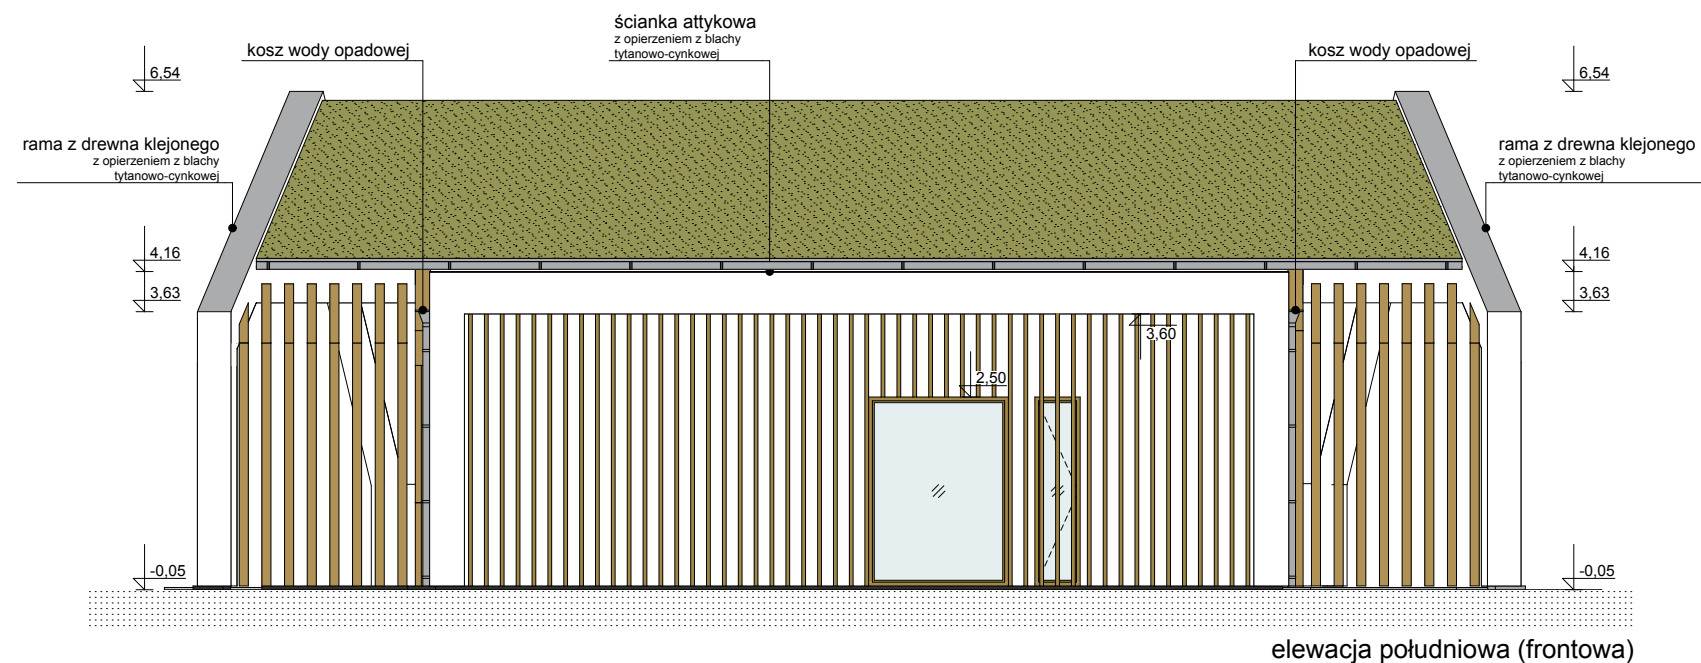 ścianka attykowa
z opierzeniem z blachy
tytanowo-cynkowej
kosz wody opadowej
kosz wody opadowej
6,54
6,54
rama z drewna klejonego
z opierzeniem z blachy
tytanowo-cynkowej
rama z drewna klejonego
z opierzeniem z blachy
tytanowo-cynkowej
4,16
4,16
3,63
3,63
3,60
2,50
-0,05
-0,05
elewacja południowa (frontowa)